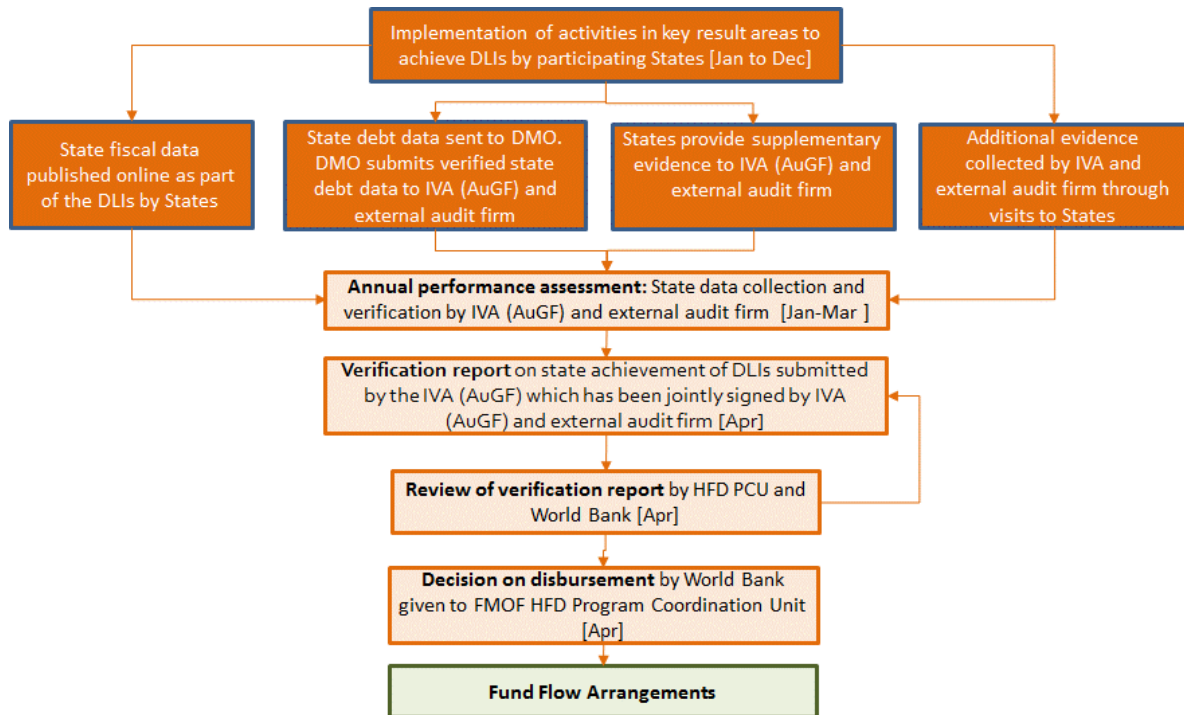 Implementation of activities in key result areas to
achieve DLIs by participating States [Jan to Dec]
State fiscal data
published online as part
of the DLIs by States
State debt data sent to DMO.
DMO submits verified state
debt data to IVA (AuGF) and
external audit firm
States provide supplementary
evidence to IVA (AuGF) and
external audit firm
Additional evidence
collected by IVA and
external audit firm through
visits to States
Annual performance assessment: State data collection and
verification by IVA (AuGF) and external audit firm [Jan-Mar ]
Verification report on state achievement of DLIs submitted
by the IVA (AuGF) which has been jointly signed by IVA
(AuGF) and external audit firm [Apr]
Review of verification report by HFD PCU and
World Bank [Apr]
Decision on disbursement by World Bank
given to FMOF HFD Program Coordination Unit
[Apr]
Fund Flow Arrangements